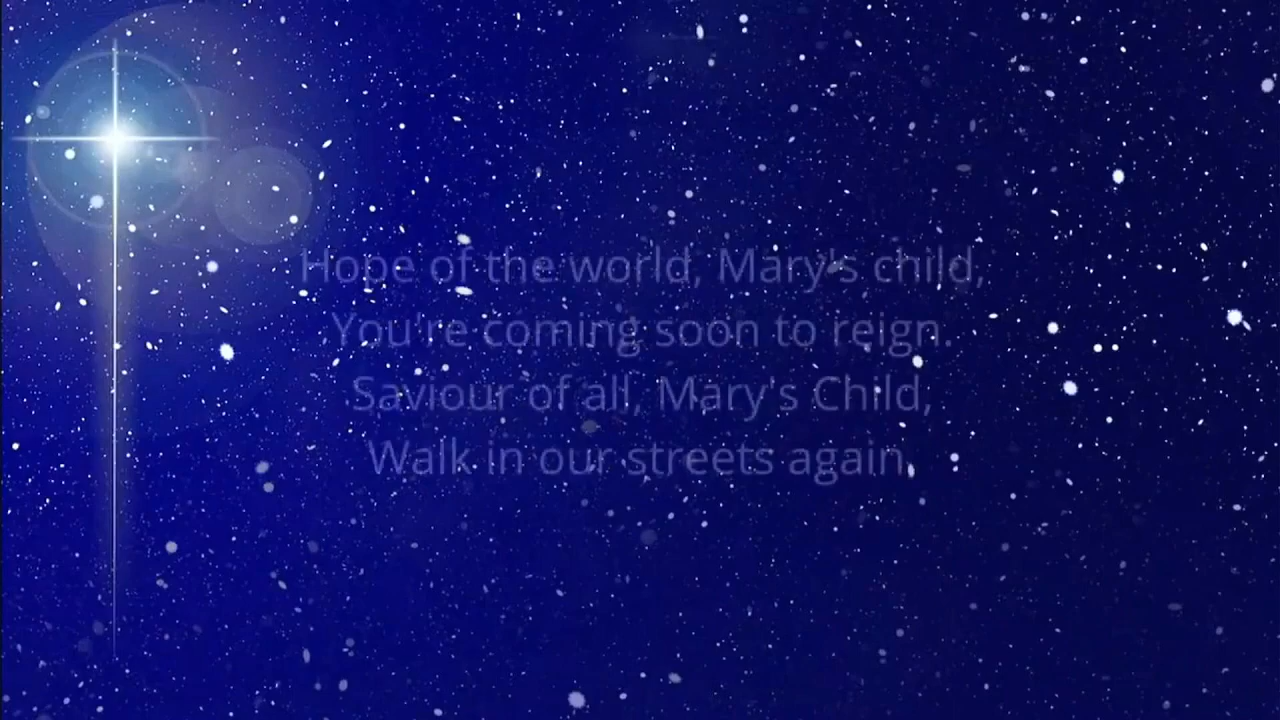 Hope of the world, Mary's child,
You're coming soon to reign.
Saviour of all, Mary's Child,
Walk in our streets again.